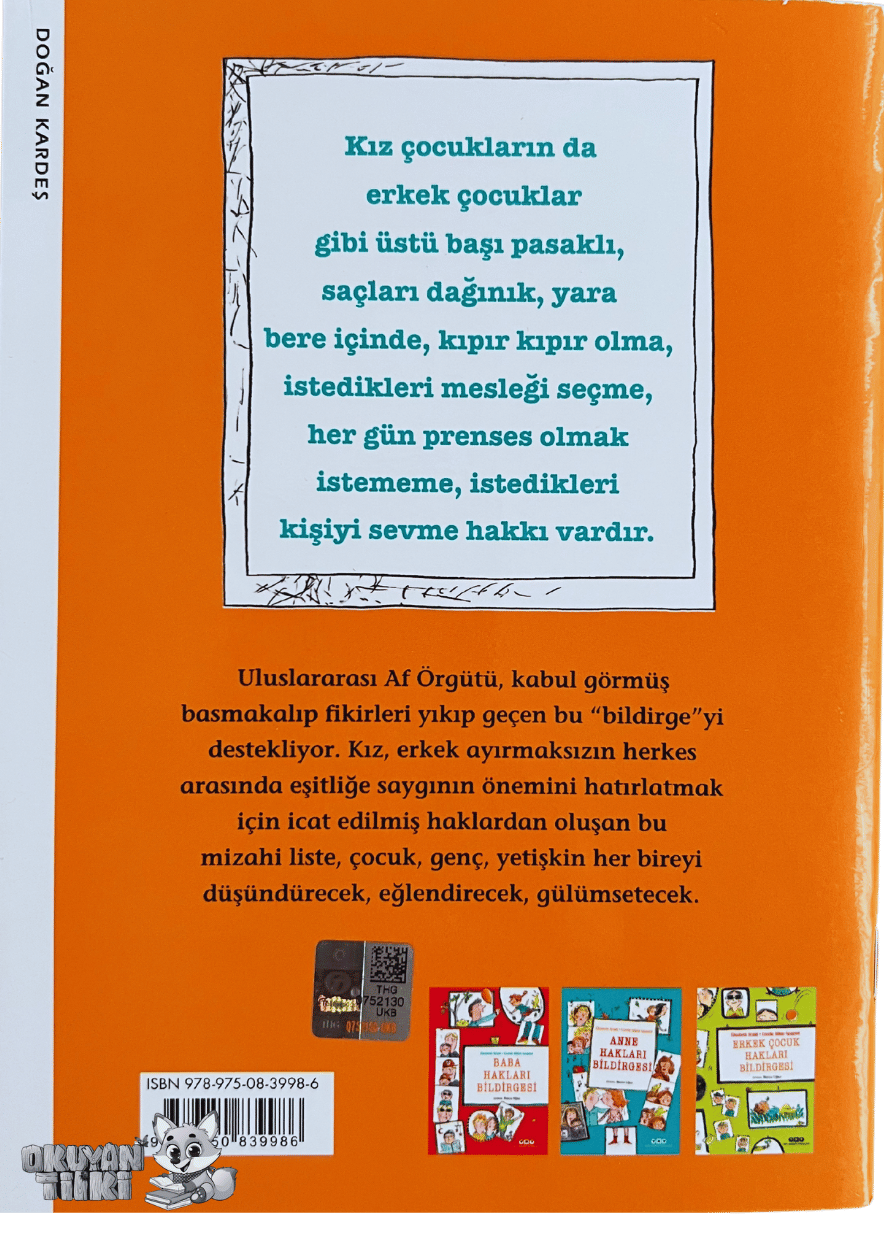 DOĞAN KARDEŞ
Kız çocukların da
erkek çocuklar
gibi üstü başı pasaklı,
saçları dağınık, yara
bere içinde, kıpır kıpır olma,
istedikleri mesleği seçme,
her gün prenses olmak
istememe, istedikleri
kişiyi sevme hakkı vardır.
Uluslararası Af Örgütü, kabul görmüş
basmakalıp fikirleri yıkıp geçen bu “bildirge”yi
destekliyor. Kız, erkek ayırmaksızın herkes
arasında eşitliğe saygının önemini hatırlatmak
için icat edilmiş haklardan oluşan bu
mizahi liste, çocuk, genç, yetişkin her bireyi
düşündürecek, eğlendirecek, gülümsetecek.
THG
0752130
UKB
BABA
HAKLARI
BİLDİRGESİ
ANNE
HAKLARI
BİLDİRGESİ
ERKEK ÇOCUK
HAKLARI
BİLDİRGESİ
ISBN 978-975-08-3998-6
839986
OKUYAN
TİLKİ